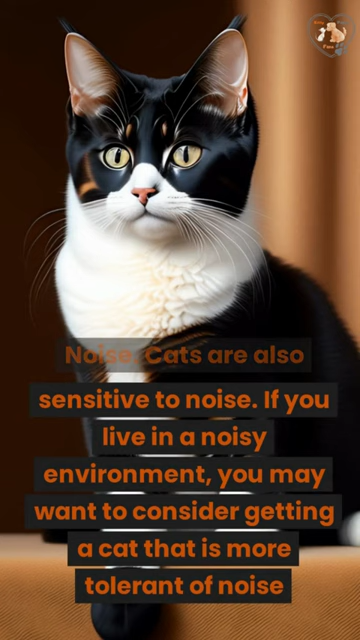 Noise. Cats are also
sensitive to noise. If you
live in a noisy
environment, you may
want to consider getting
a cat that is more
tolerant of noise